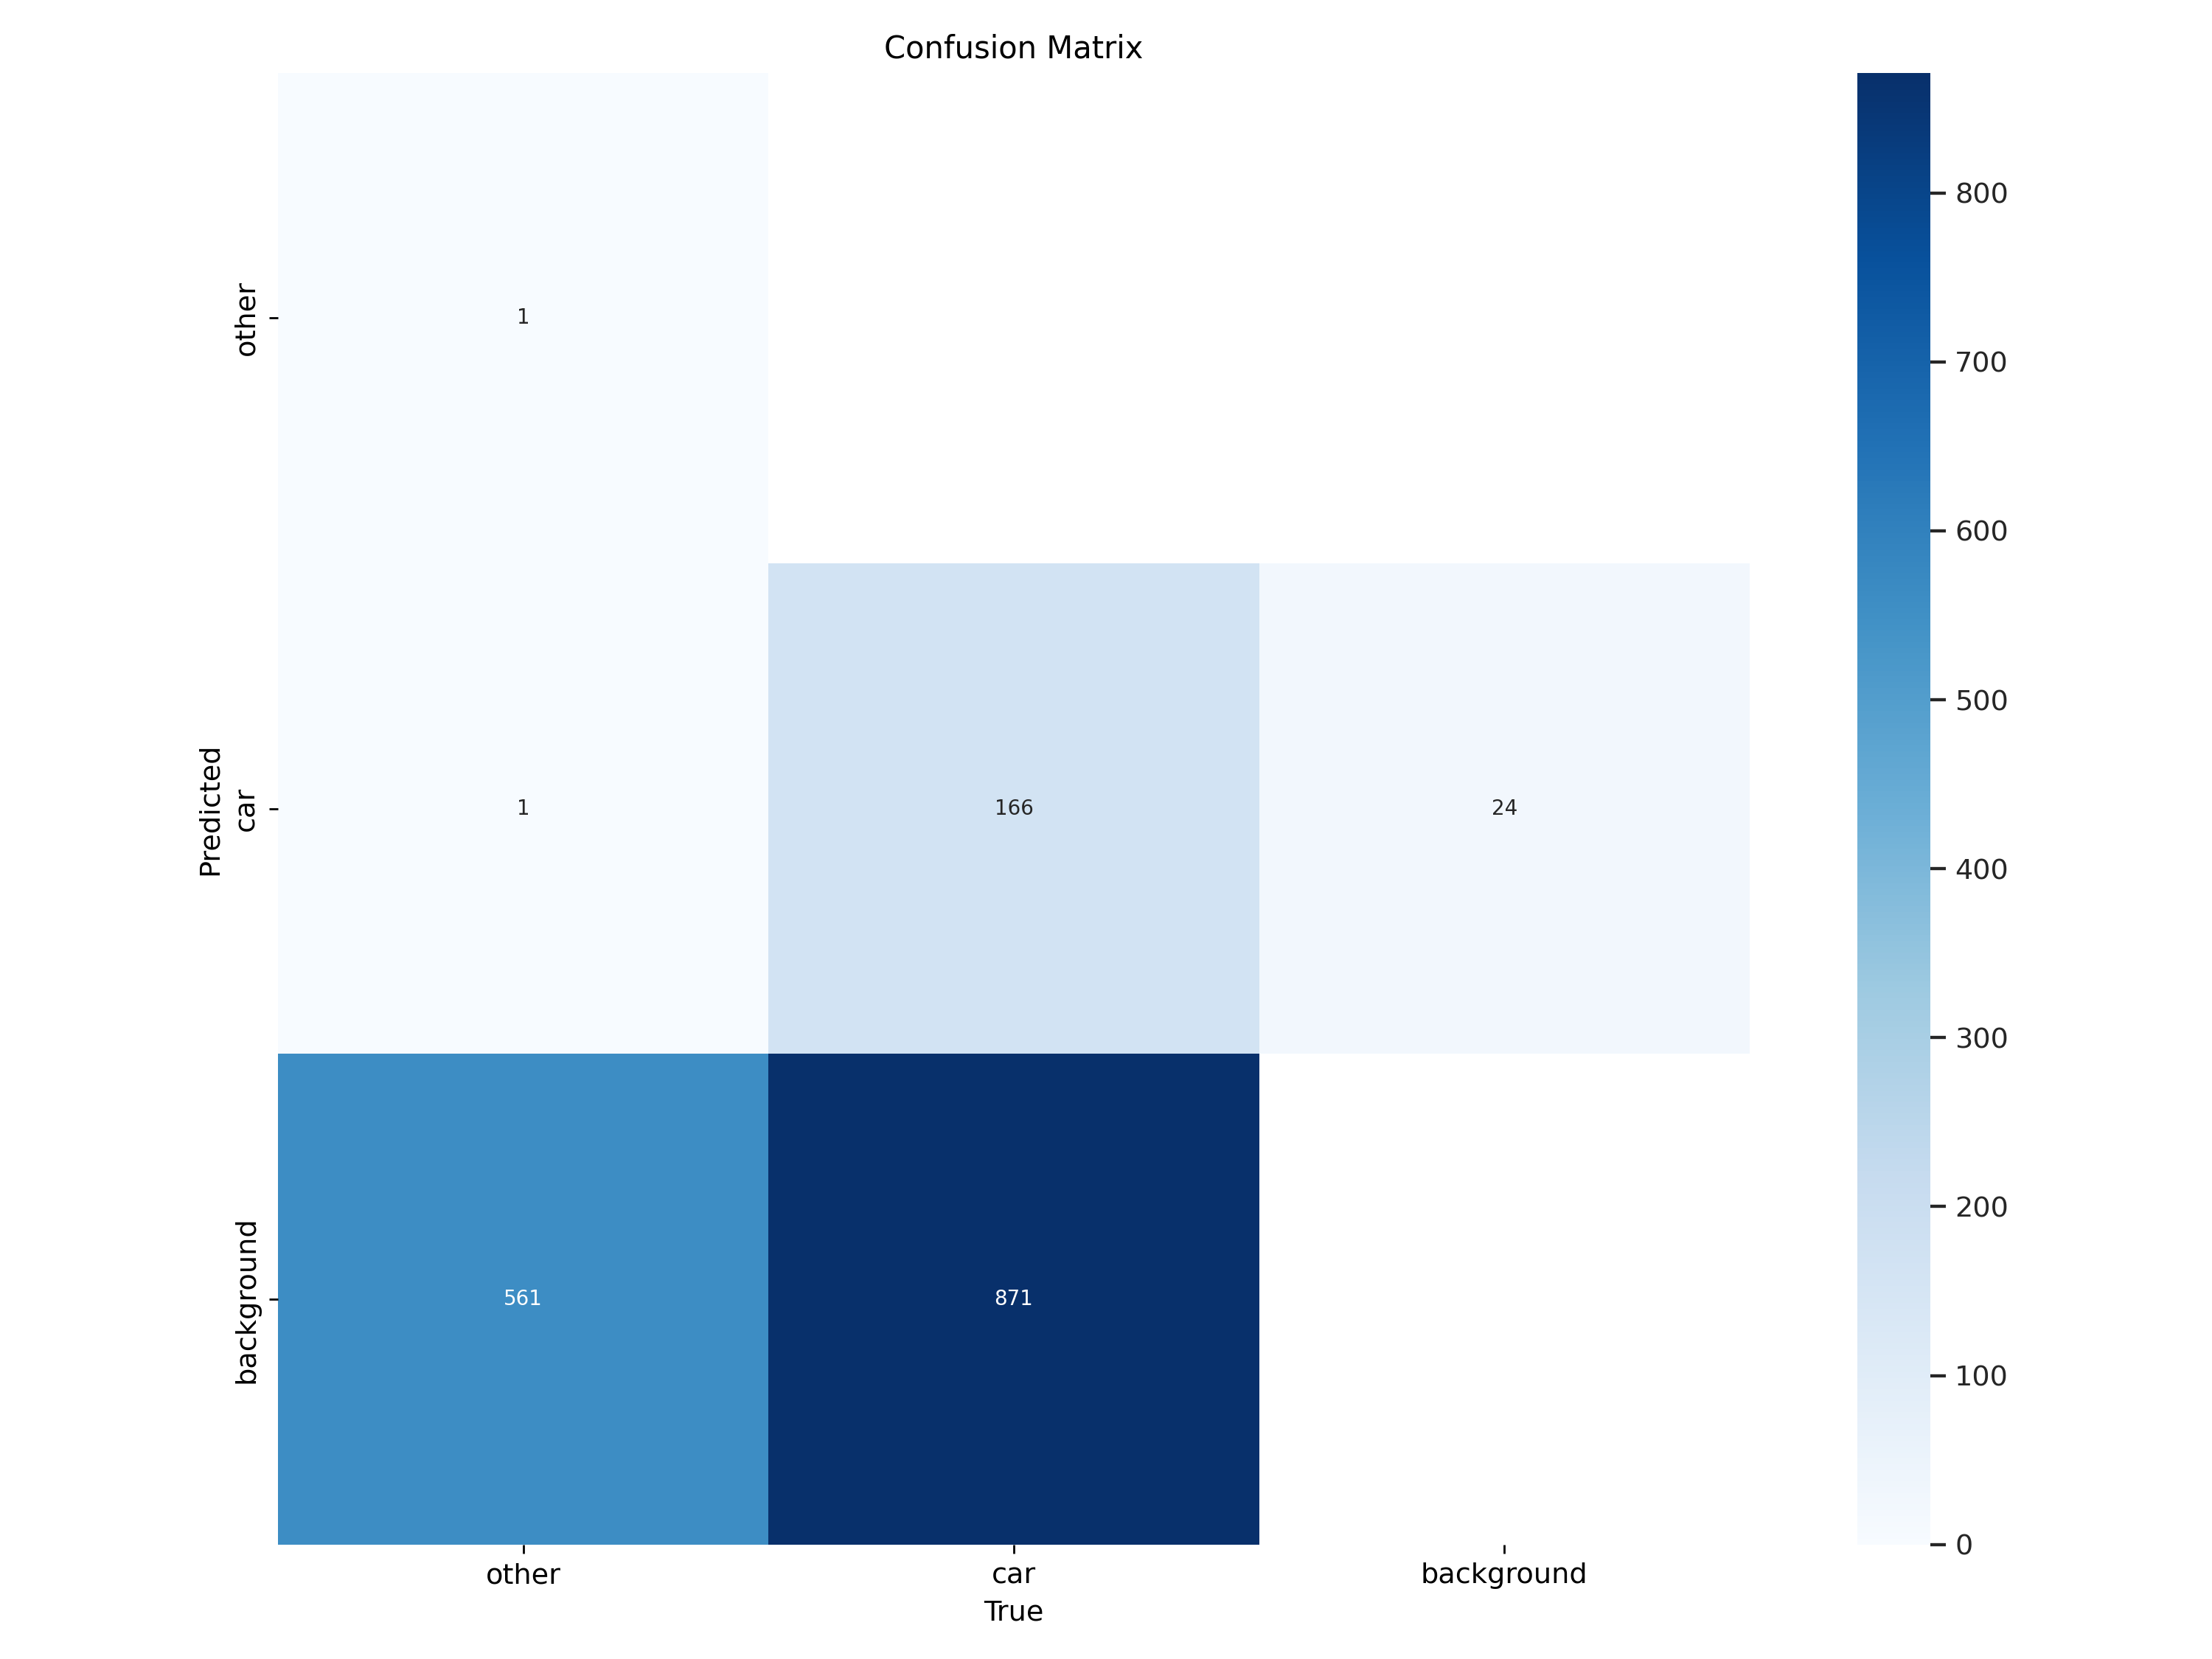 Confusion Matrix
other
car
background
Predicted
1
1
166
24
561
871
other
car
background
True
800
700
600
500
400
300
200
100
0